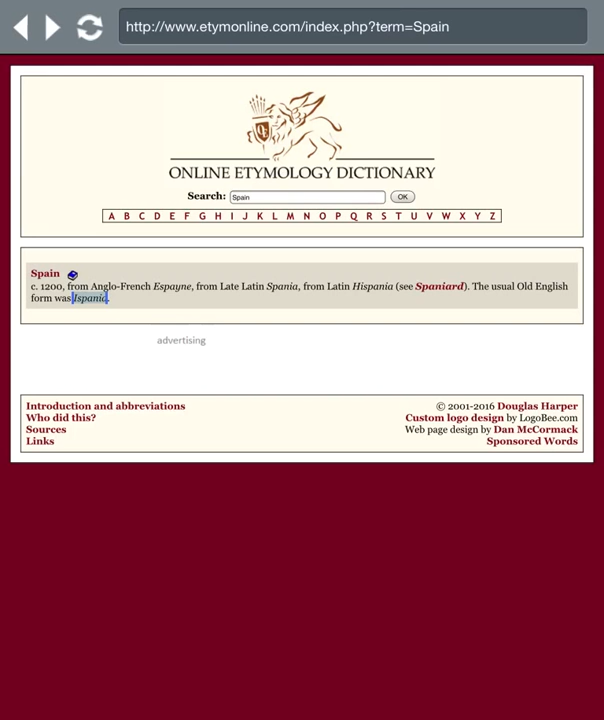 http://www.etymonline.com/index.php?term=Spain
ONLINE ETYMOLOGY DICTIONARY
Search: Spain OK
A B C D E F G H I J K L M N O P Q R S T U V W X Y Z
Spain
c. 1200, from Anglo-French Espayne, from Late Latin Spania, from Latin Hispania (see Spaniard). The usual Old English
form was Ispania.
advertising
Introduction and abbreviations
Who did this?
Sources
Links
© 2001-2016 Douglas Harper
Custom logo design by LogoBee.com
Web page design by Dan McCormack
Sponsored Words